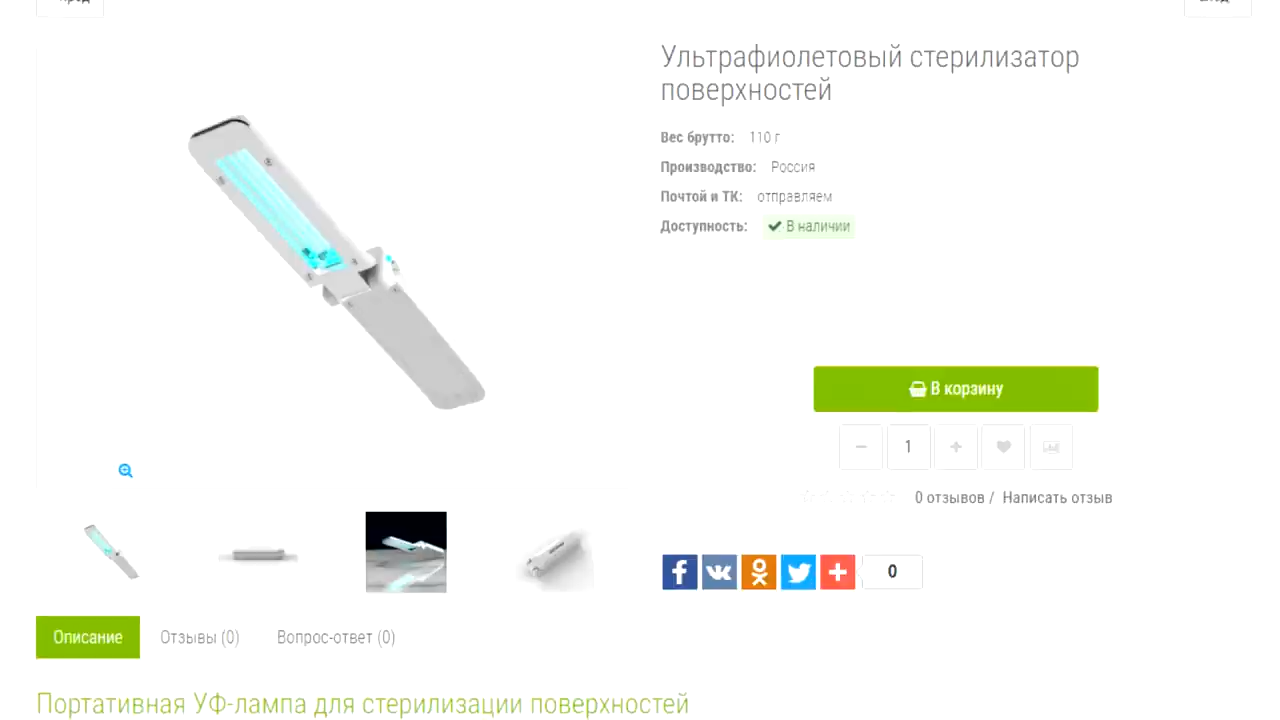 Ультрафиолетовый стерилизатор
поверхностей
Вес брутто: 110 г
Производство: Россия
Почтой и ТК: отправляем
Доступность: В наличии
В корзину
1
0 отзывов / Написать отзыв
0
Описание Отзывы (0) Вопрос-ответ (0)
Портативная УФ-лампа для стерилизации поверхностей